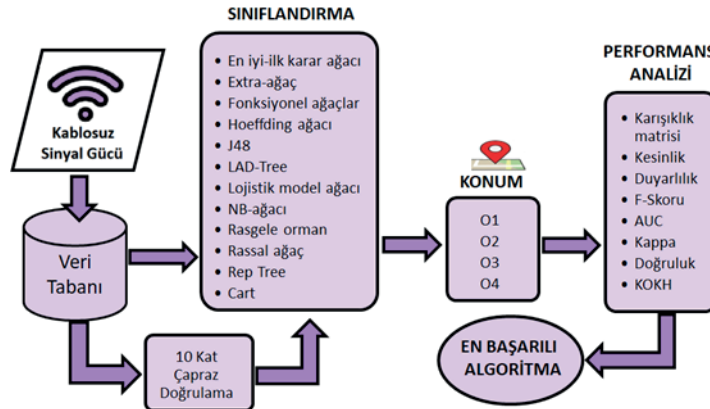 SINIFLANDIRMA
Kablosuz
Sinyal Gücü
Veri
Tabanı
10 Kat
Çapraz
Doğrulama
• En iyi-ilk karar ağacı
• Extra-ağaç
• Fonksiyonel ağaçlar
• Hoeffding ağacı
• J48
• LAD-Tree
• Lojistik model ağacı
• NB-ağacı
• Rasgele orman
• Rassal ağaç
• Rep Tree
• Cart
KONUM
O1
O2
O3
O4
PERFORMANS
ANALİZİ
• Karışıklık
matrisi
• Kesinlik
• Duyarlılık
• F-Skoru
• AUC
• Kappa
• Doğruluk
• KOKH
EN BAŞARILI
ALGORİTMA